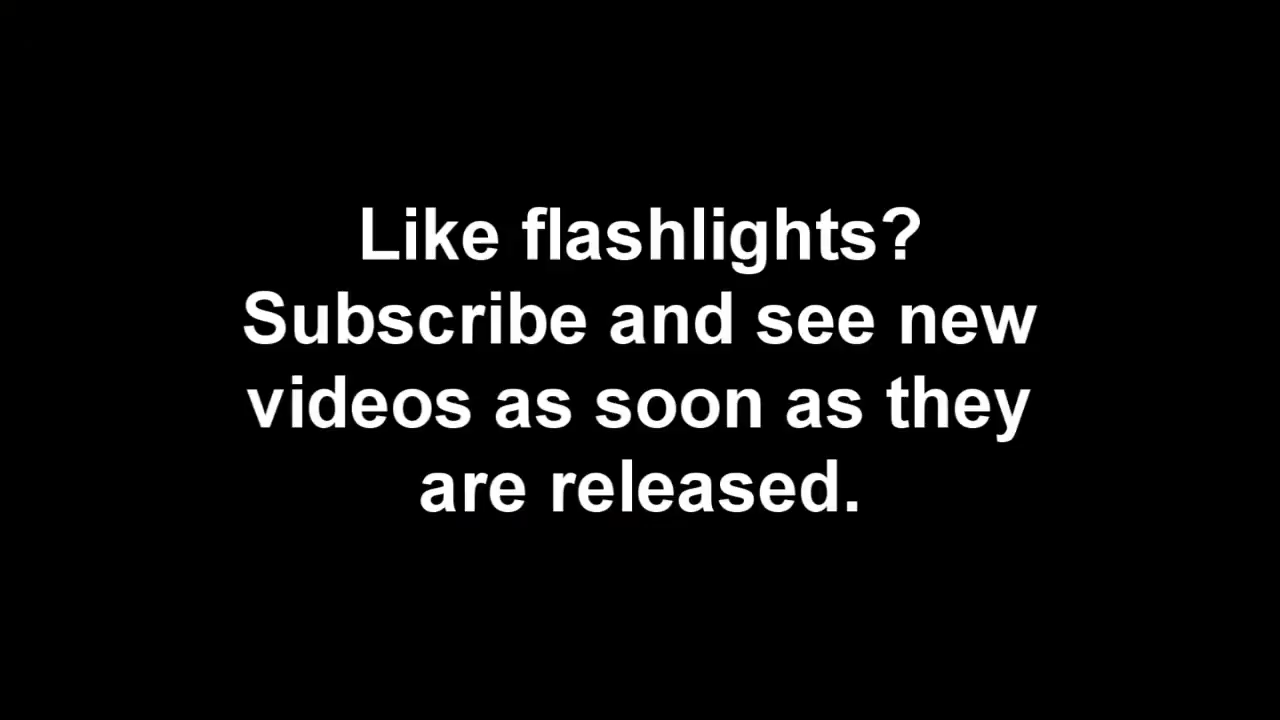 Like flashlights?
Subscribe and see new
videos as soon as they
are released.